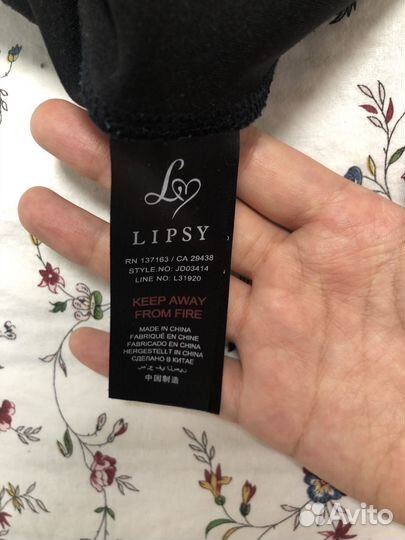 LIPSY
RN 137163 / CA 29438
STYLE.NO: JD03414
LINE NO: L31920
KEEP AWAY
FROM FIRE
MADE IN CHINA
FABRIQUÉ EN CHINE
FABRICADO EN CHINA
HERGESTELLT IN CHINA
СДЕЛАНО В КИТАЕ
中国制造
Avito